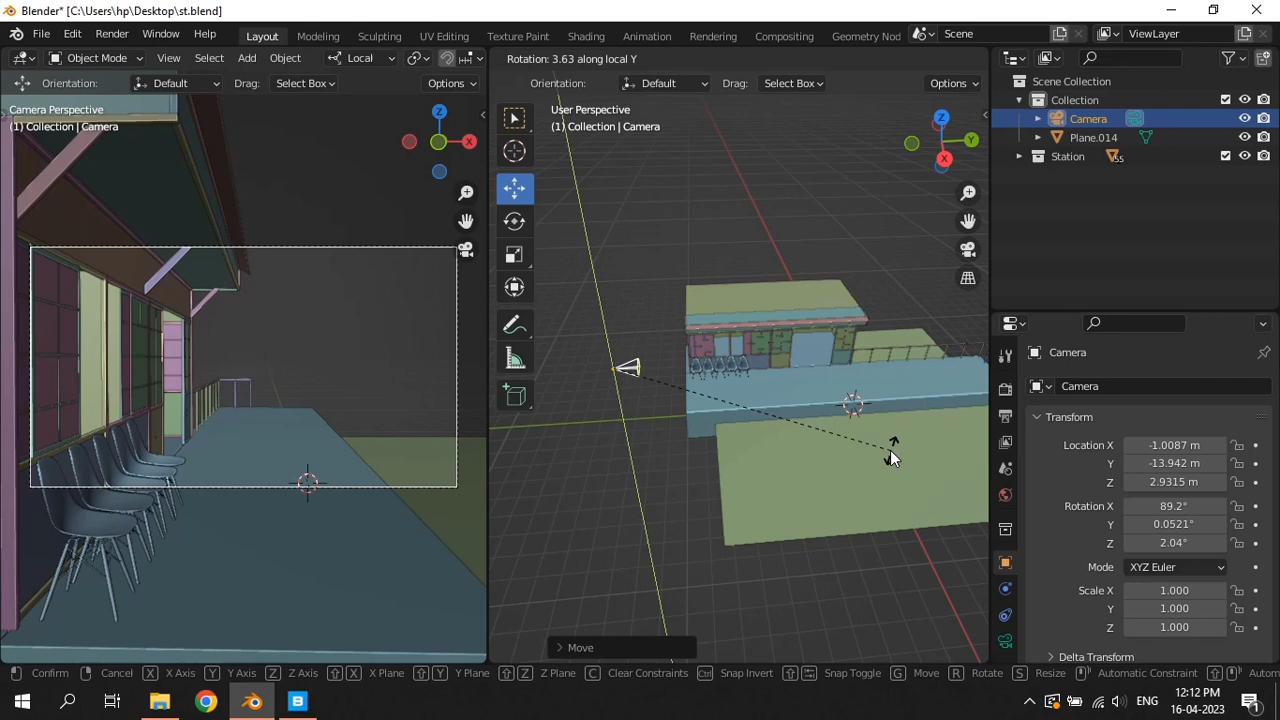 Blender* [C:\Users\hp\Desktop\st.blend]
File Edit Render Window Help Layout Modeling Sculpting UV Editing Texture Paint Shading Animation Rendering Compositing Geometry Nod Scene ViewLayer
Object Mode View Select Add Object Local
Rotation: 3.63 along local Y
Orientation: Default Drag: Select Box Options
Orientation: Default Drag: Select Box Options
Camera Perspective
(1) Collection | Camera
User Perspective
(1) Collection | Camera
Z
X
Z
Y
X
Scene Collection
Collection
Camera
Plane.014
Station 55
Camera
Camera
Transform
Location X -1.0087 m
Y -13.942 m
Z 2.9315 m
Rotation X 89.2°
Y 0.0521°
Z 2.04°
Mode XYZ Euler
Scale X 1.000
Y 1.000
Z 1.000
Delta Transform
Move
Confirm Cancel X X Axis Y Y Axis Z Z Axis X X Plane Y Y Plane Z Z Plane C Clear Constraints Ctrl Snap Invert Snap Toggle G Move R Rotate S Resize Automatic Constraint Autom
ENG
12:12 PM
16-04-2023
1